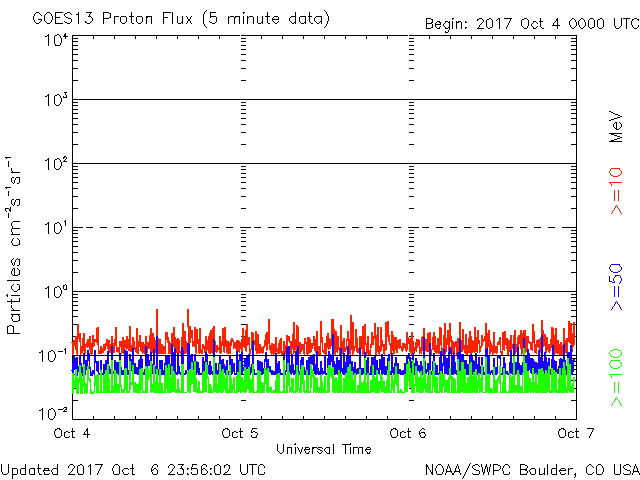 GOES13 Proton Flux (5 minute data)
Begin: 2017 Oct 4 0000 UTC
Particles cm⁻²s⁻¹sr⁻¹
10⁴
10³
10²
10¹
10⁰
10⁻¹
10⁻²
Oct 4
Oct 5
Oct 6
Oct 7
Universal Time
MeV
>=10
>=50
>=100
Updated 2017 Oct 6 23:56:02 UTC
NOAA/SWPC Boulder, CO USA